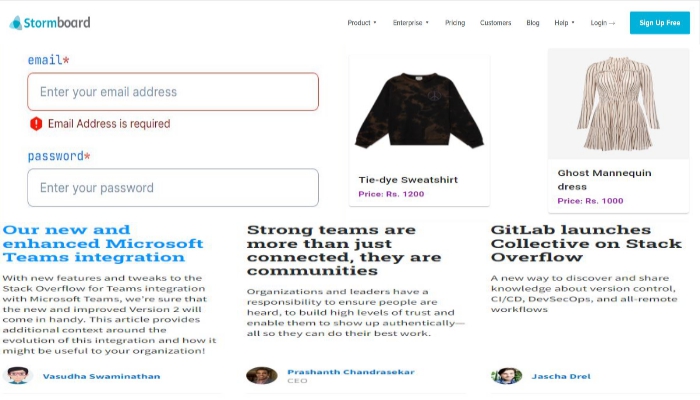 Stormboard
Product ▾ Enterprise ▾ Pricing Customers Blog Help ▾ Login → Sign Up Free
email*
Enter your email address
Email Address is required
password*
Enter your password
Tie-dye Sweatshirt
Price: Rs. 1200
Ghost Mannequin
dress
Price: Rs. 1000
Our new and
enhanced Microsoft
Teams integration
With new features and tweaks to the
Stack Overflow for Teams integration
with Microsoft Teams, we're sure that
the new and improved Version 2 will
come in handy. This article provides
additional context around the
evolution of this integration and how it
might be useful to your organization!
Vasudha Swaminathan
Strong teams are
more than just
connected, they are
communities
Organizations and leaders have a
responsibility to ensure people are
heard, to build high levels of trust and
enable them to show up authentically—
all so they can do their best work.
Prashanth Chandrasekar
CEO
GitLab launches
Collective on Stack
Overflow
A new way to discover and share
knowledge about version control,
CI/CD, DevSecOps, and all-remote
workflows
Jascha Drel